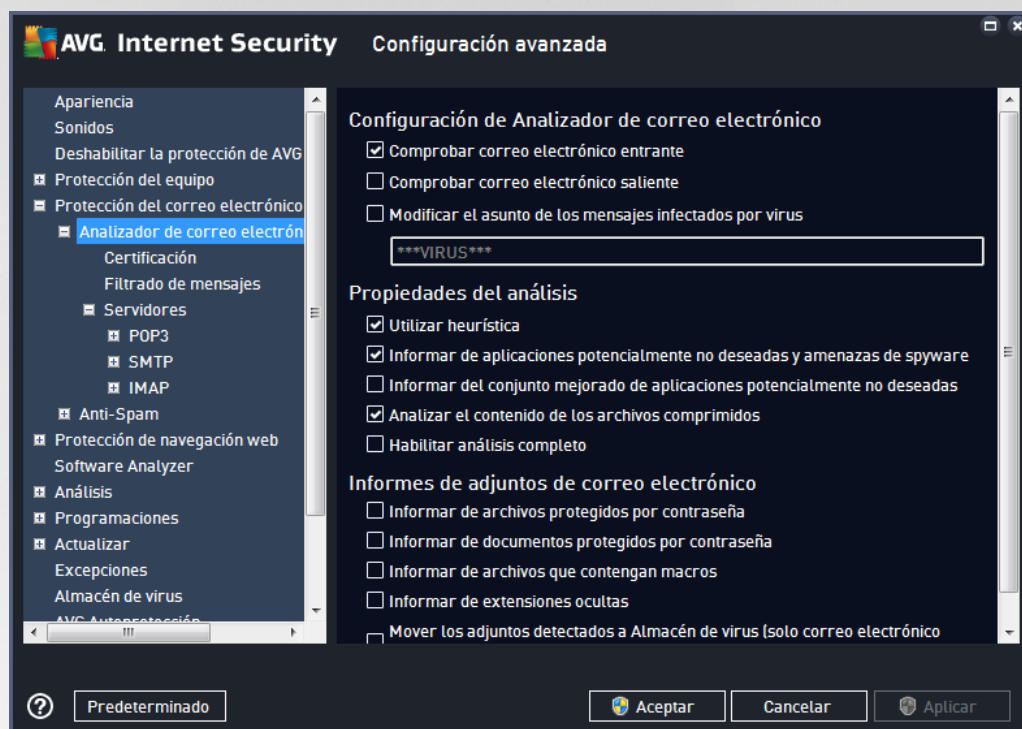 AVG. Internet Security
Configuración avanzada
Apariencia
Sonidos
Deshabilitar la protección de AVG
Protección del equipo
Protección del correo electrónico
Analizador de correo electrón
Certificación
Filtrado de mensajes
Servidores
POP3
SMTP
IMAP
Anti-Spam
Protección de navegación web
Software Analyzer
Análisis
Programaciones
Actualizar
Excepciones
Almacén de virus
AVG Autoprotección
Configuración de Analizador de correo electrónico
Comprobar correo electrónico entrante
Comprobar correo electrónico saliente
Modificar el asunto de los mensajes infectados por virus
***VIRUS***
Propiedades del análisis
Utilizar heurística
Informar de aplicaciones potencialmente no deseadas y amenazas de spyware
Informar del conjunto mejorado de aplicaciones potencialmente no deseadas
Analizar el contenido de los archivos comprimidos
Habilitar análisis completo
Informes de adjuntos de correo electrónico
Informar de archivos protegidos por contraseña
Informar de documentos protegidos por contraseña
Informar de archivos que contengan macros
Informar de extensiones ocultas
Mover los adjuntos detectados a Almacén de virus (solo correo electrónico
?
Predeterminado
Aceptar
Cancelar
Aplicar